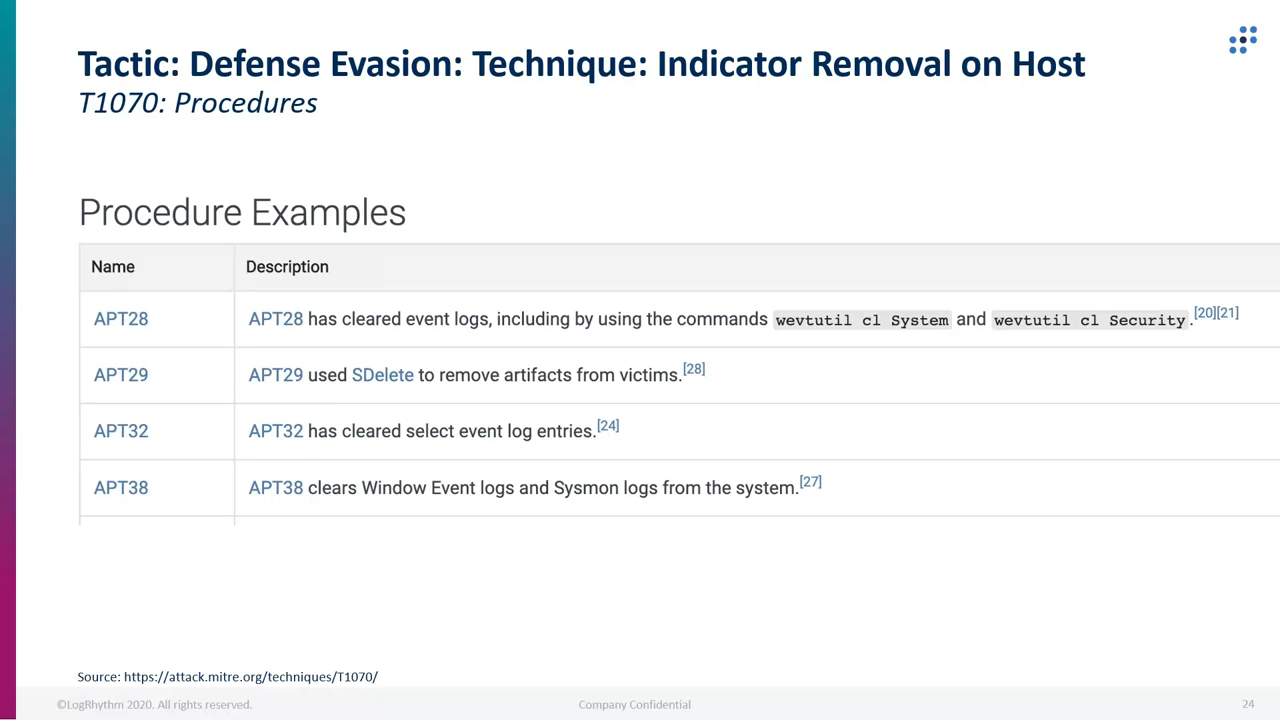 Tactic: Defense Evasion: Technique: Indicator Removal on Host
T1070: Procedures
Procedure Examples
Name Description
APT28 APT28 has cleared event logs, including by using the commands wevtutil cl System and wevtutil cl Security.[20][21]
APT29 APT29 used SDelete to remove artifacts from victims.[28]
APT32 APT32 has cleared select event log entries.[24]
APT38 APT38 clears Window Event logs and Sysmon logs from the system.[27]
Source: https://attack.mitre.org/techniques/T1070/
©LogRhythm 2020. All rights reserved. Company Confidential 24